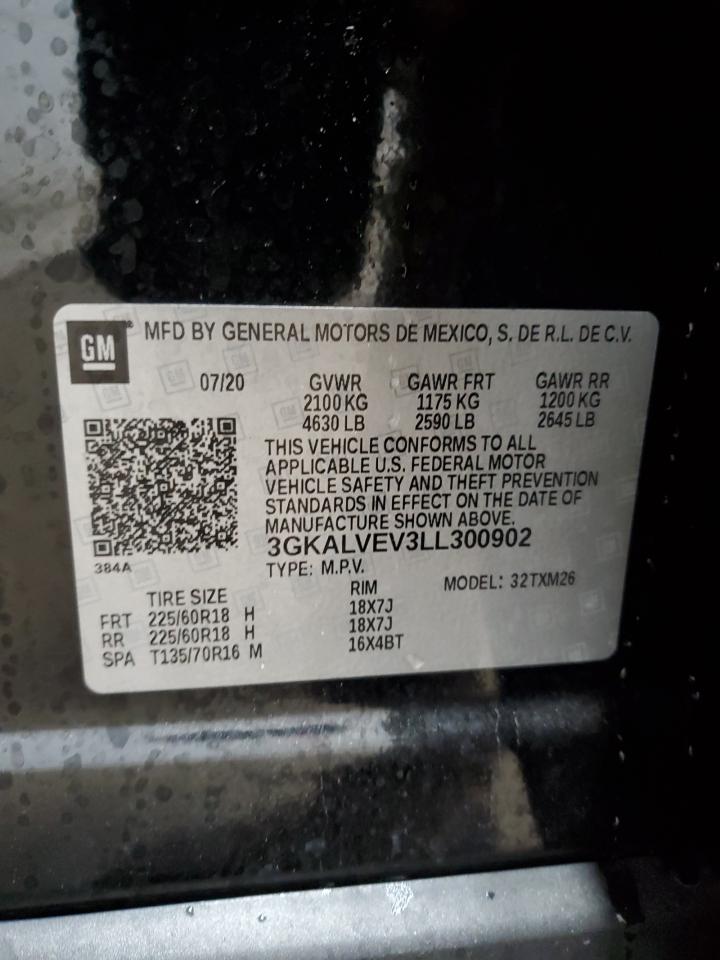 GM® MFD BY GENERAL MOTORS DE MEXICO, S. DE R.L. DE C.V.
07/20 GVWR GAWR FRT GAWR RR
2100 KG 1175 KG 1200 KG
4630 LB 2590 LB 2645 LB
THIS VEHICLE CONFORMS TO ALL
APPLICABLE U.S. FEDERAL MOTOR
VEHICLE SAFETY AND THEFT PREVENTION
STANDARDS IN EFFECT ON THE DATE OF
MANUFACTURE SHOWN ABOVE.
3GKALVEV3LL300902
384A
TYPE: M.P.V. MODEL: 32TXM26
TIRE SIZE RIM
FRT 225/60R18 H 18X7J
RR 225/60R18 H 18X7J
SPA T135/70R16 M 16X4BT